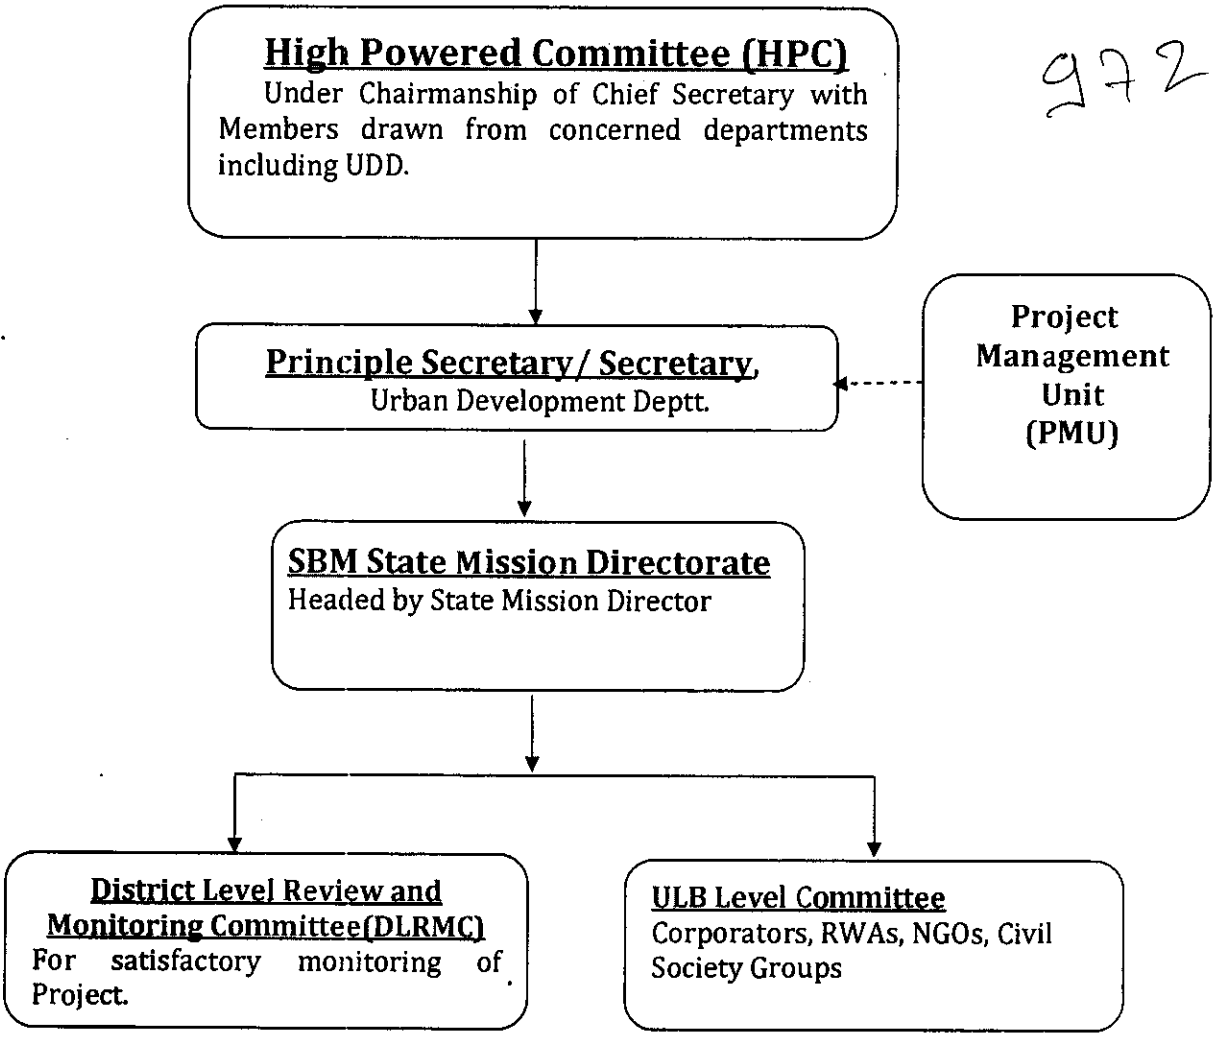 High Powered Committee (HPC)
Under Chairmanship of Chief Secretary with
Members drawn from concerned departments
including UDD.
972
Principle Secretary/ Secretary,
Urban Development Deptt.
Project
Management
Unit
(PMU)
SBM State Mission Directorate
Headed by State Mission Director
District Level Review and
Monitoring Committee(DLRMC)
For satisfactory monitoring of
Project.
ULB Level Committee
Corporators, RWAs, NGOs, Civil
Society Groups